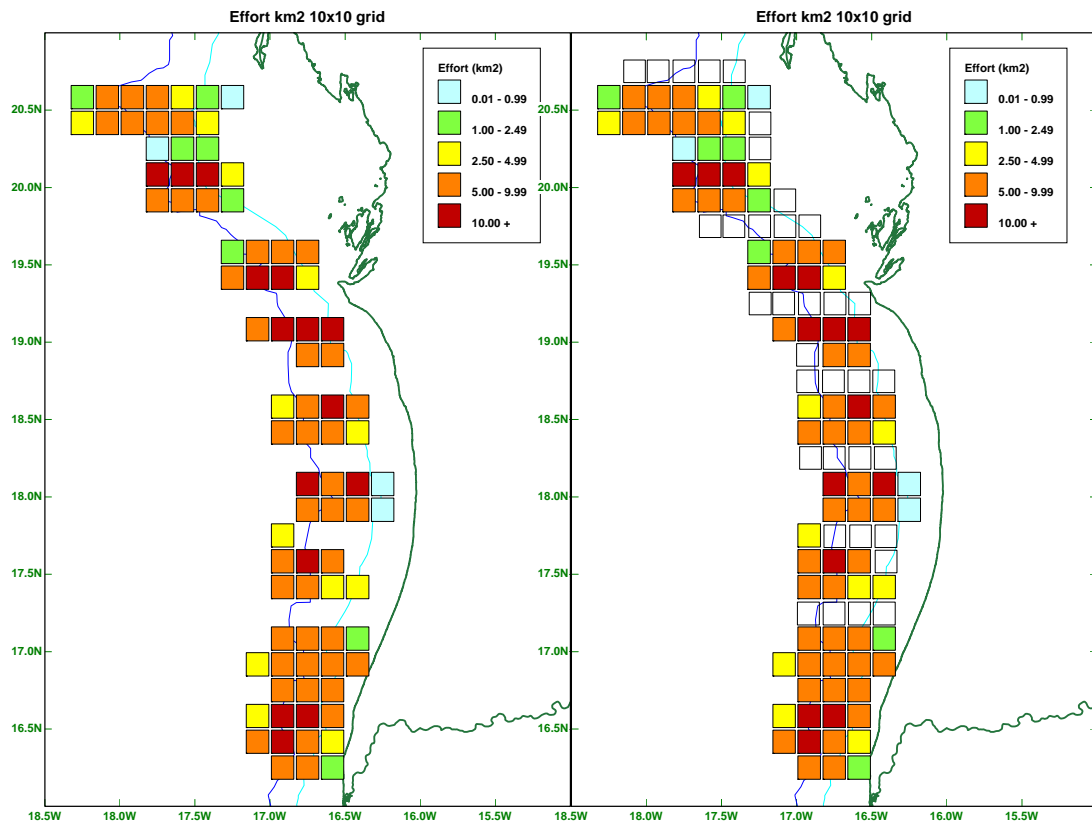 Effort km2 10x10 grid
Effort (km2)
0.01 - 0.99
1.00 - 2.49
2.50 - 4.99
5.00 - 9.99
10.00 +
20.5N
20.0N
19.5N
19.0N
18.5N
18.0N
17.5N
17.0N
16.5N
18.5W 18.0W 17.5W 17.0W 16.5W 16.0W 15.5W
Effort km2 10x10 grid
Effort (km2)
0.01 - 0.99
1.00 - 2.49
2.50 - 4.99
5.00 - 9.99
10.00 +
20.5N
20.0N
19.5N
19.0N
18.5N
18.0N
17.5N
17.0N
16.5N
18.5W 18.0W 17.5W 17.0W 16.5W 16.0W 15.5W